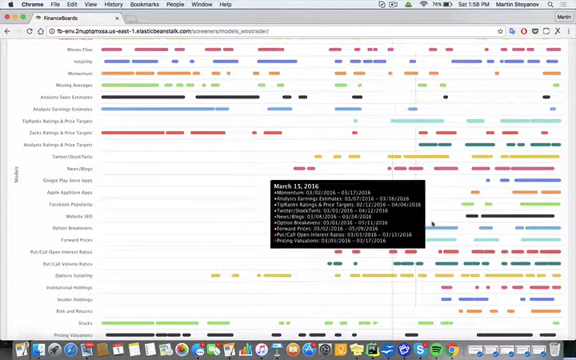 Chrome File Edit View History Bookmarks People Window Help
74% Sat 1:58 PM Martin Stoyanov
FinanceBoards
Martin
fb-env.2nuptqmxsa.us-east-1.elasticbeanstalk.com/screeners/models_wootrader/
Money Flow
Volatility
Momentum
Moving Averages
Analysts Sales Estimates
Analysts Earnings Estimates
TipRanks Ratings & Price Targets
Zacks Ratings & Price Targets
Analysts Ratings & Price Targets
Twitter/StockTwits
News/Blogs
Google Play Store Apps
Apple AppStore Apps
Facebook Popularity
Website SEO
Option Breakevens
Forward Prices
Put/Call Open Interest Ratios
Put/Call Volume Ratios
Options Volatility
Institutional Holdings
Insider Holdings
Risk and Returns
Stocks
Pricing Valuations
Models
March 15, 2016
Momentum: 03/02/2016 - 03/17/2016
Analysts Earnings Estimates: 03/07/2016 - 03/16/2016
TipRanks Ratings & Price Targets: 02/12/2016 - 04/04/2016
Twitter/StockTwits: 03/01/2016 - 04/12/2016
News/Blogs: 03/08/2016 - 03/24/2016
Option Breakevens: 03/03/2016 - 05/11/2016
Forward Prices: 03/02/2016 - 05/09/2016
Put/Call Open Interest Ratios: 03/03/2016 - 03/15/2016
Pricing Valuations: 03/03/2016 - 03/17/2016